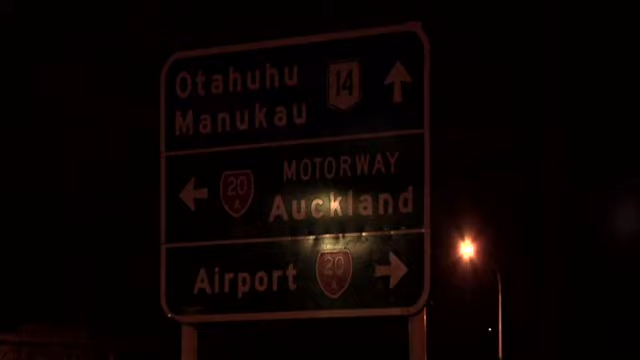 Otahuhu 14
Manukau
MOTORWAY
20 A Auckland
Airport 20 A